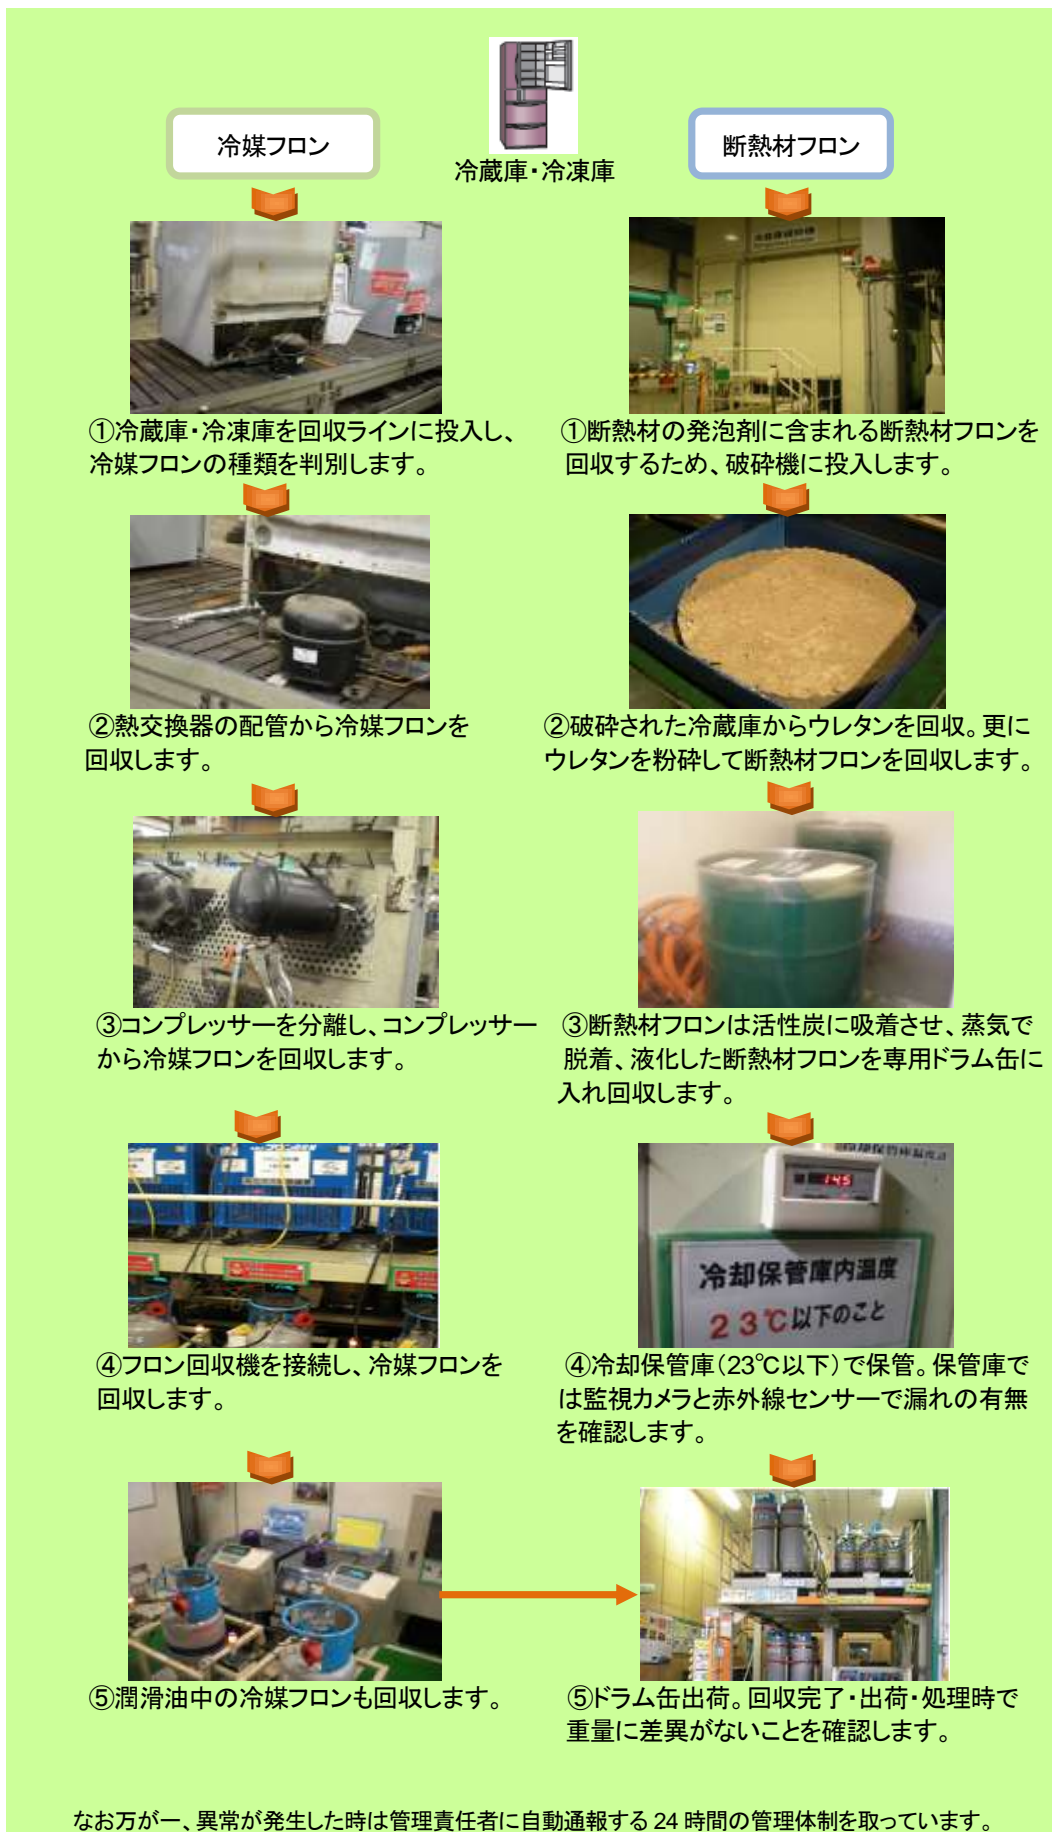 冷蔵庫・冷凍庫
冷媒フロン
①冷蔵庫・冷凍庫を回収ラインに投入し、
冷媒フロンの種類を判別します。
②熱交換器の配管から冷媒フロンを
回収します。
③コンプレッサーを分離し、コンプレッサー
から冷媒フロンを回収します。
④フロン回収機を接続し、冷媒フロンを
回収します。
⑤潤滑油中の冷媒フロンも回収します。
断熱材フロン
①断熱材の発泡剤に含まれる断熱材フロンを
回収するため、破砕機に投入します。
②破砕された冷蔵庫からウレタンを回収。更に
ウレタンを粉砕して断熱材フロンを回収します。
③断熱材フロンは活性炭に吸着させ、蒸気で
脱着、液化した断熱材フロンを専用ドラム缶に
入れ回収します。
冷却保管庫温度計
145
冷却保管庫内温度
23℃以下のこと
④冷却保管庫（23℃以下）で保管。保管庫で
は監視カメラと赤外線センサーで漏れの有無
を確認します。
⑤ドラム缶出荷。回収完了・出荷・処理時で
重量に差異がないことを確認します。
なお万が一、異常が発生した時は管理責任者に自動通報する24時間の管理体制を取っています。